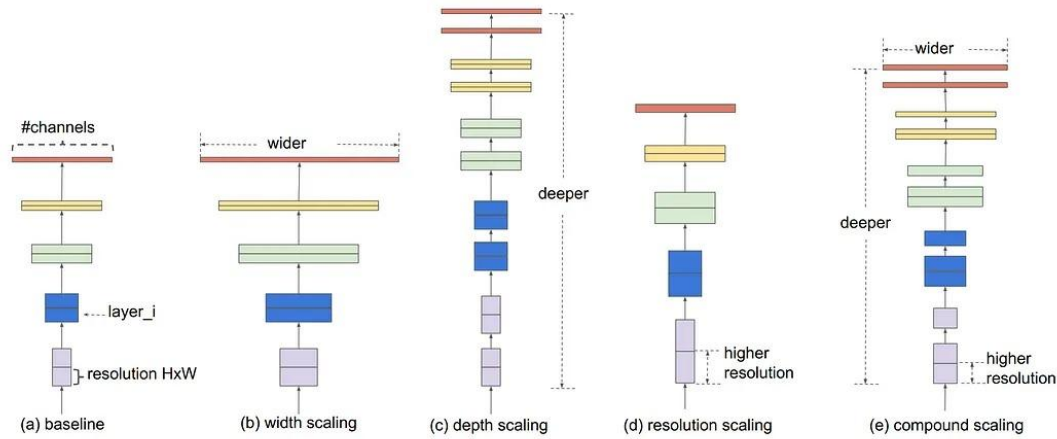 #channels
layer_i
resolution HxW
(a) baseline
wider
(b) width scaling
deeper
(c) depth scaling
higher
resolution
(d) resolution scaling
wider
deeper
higher
resolution
(e) compound scaling